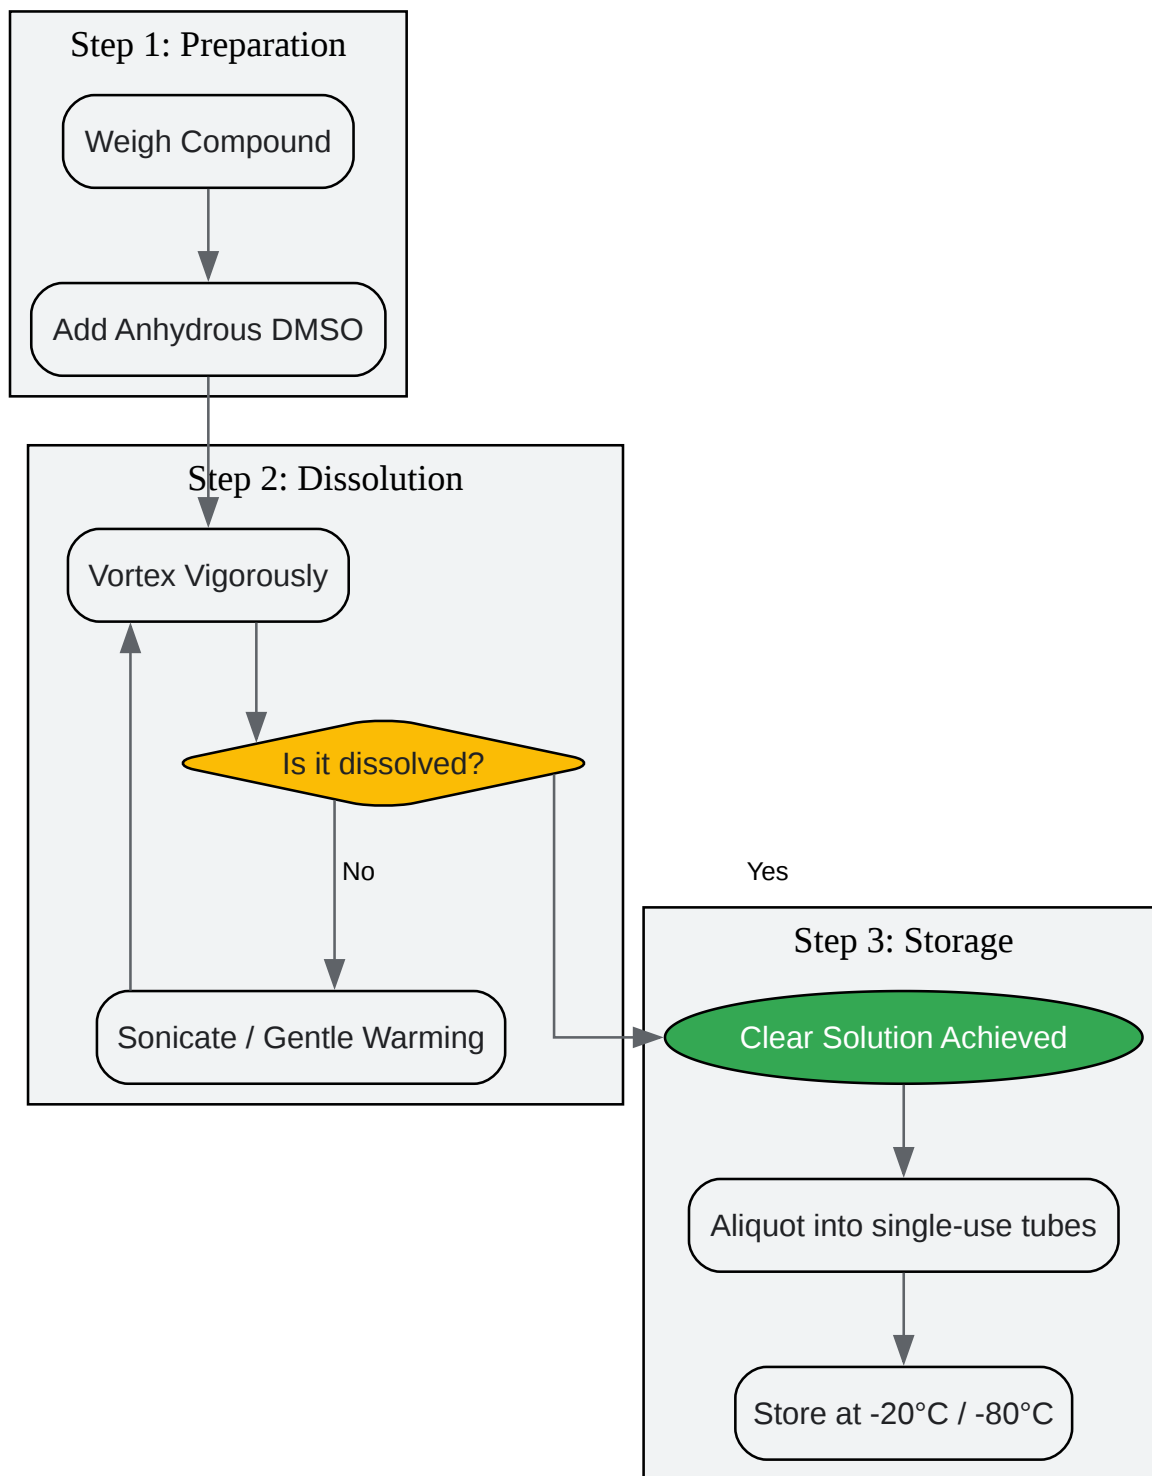 Step 1: Preparation
Weigh Compound
Add Anhydrous DMSO
Step 2: Dissolution
Vortex Vigorously
Is it dissolved?
No
Yes
Step 3: Storage
Sonicate / Gentle Warming
Clear Solution Achieved
Aliquot into single-use tubes
Store at -20°C / -80°C